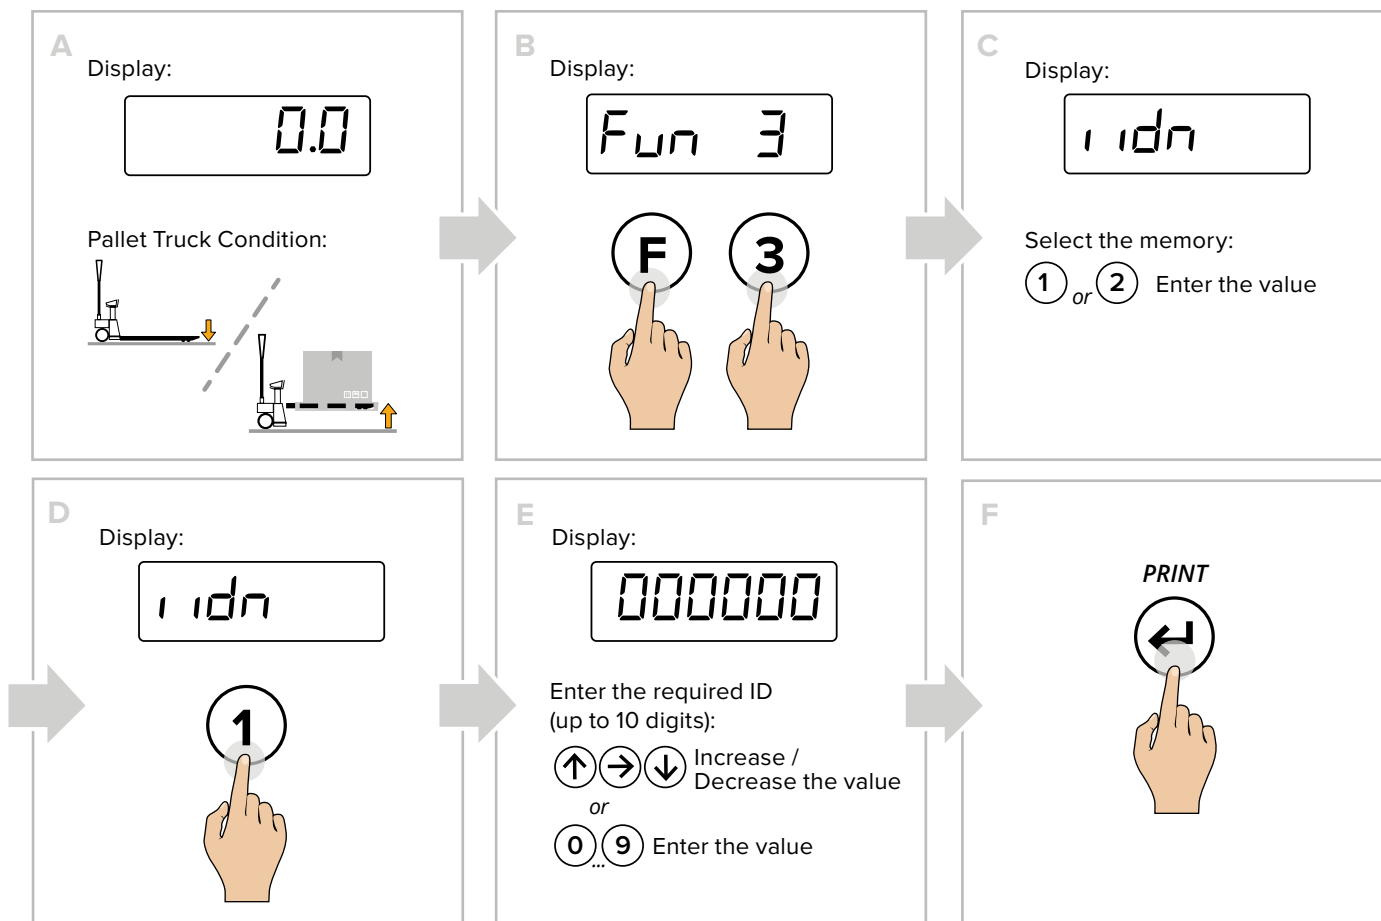 A
Display:
0.0
Pallet Truck Condition:
B
Display:
Fun 3
F 3
C
Display:
ı ıdn
Select the memory:
1 or 2 Enter the value
D
Display:
ı ıdn
1
E
Display:
000000
Enter the required ID
(up to 10 digits):
↑ → ↓ Increase /
Decrease the value
or
0 ... 9 Enter the value
F
PRINT